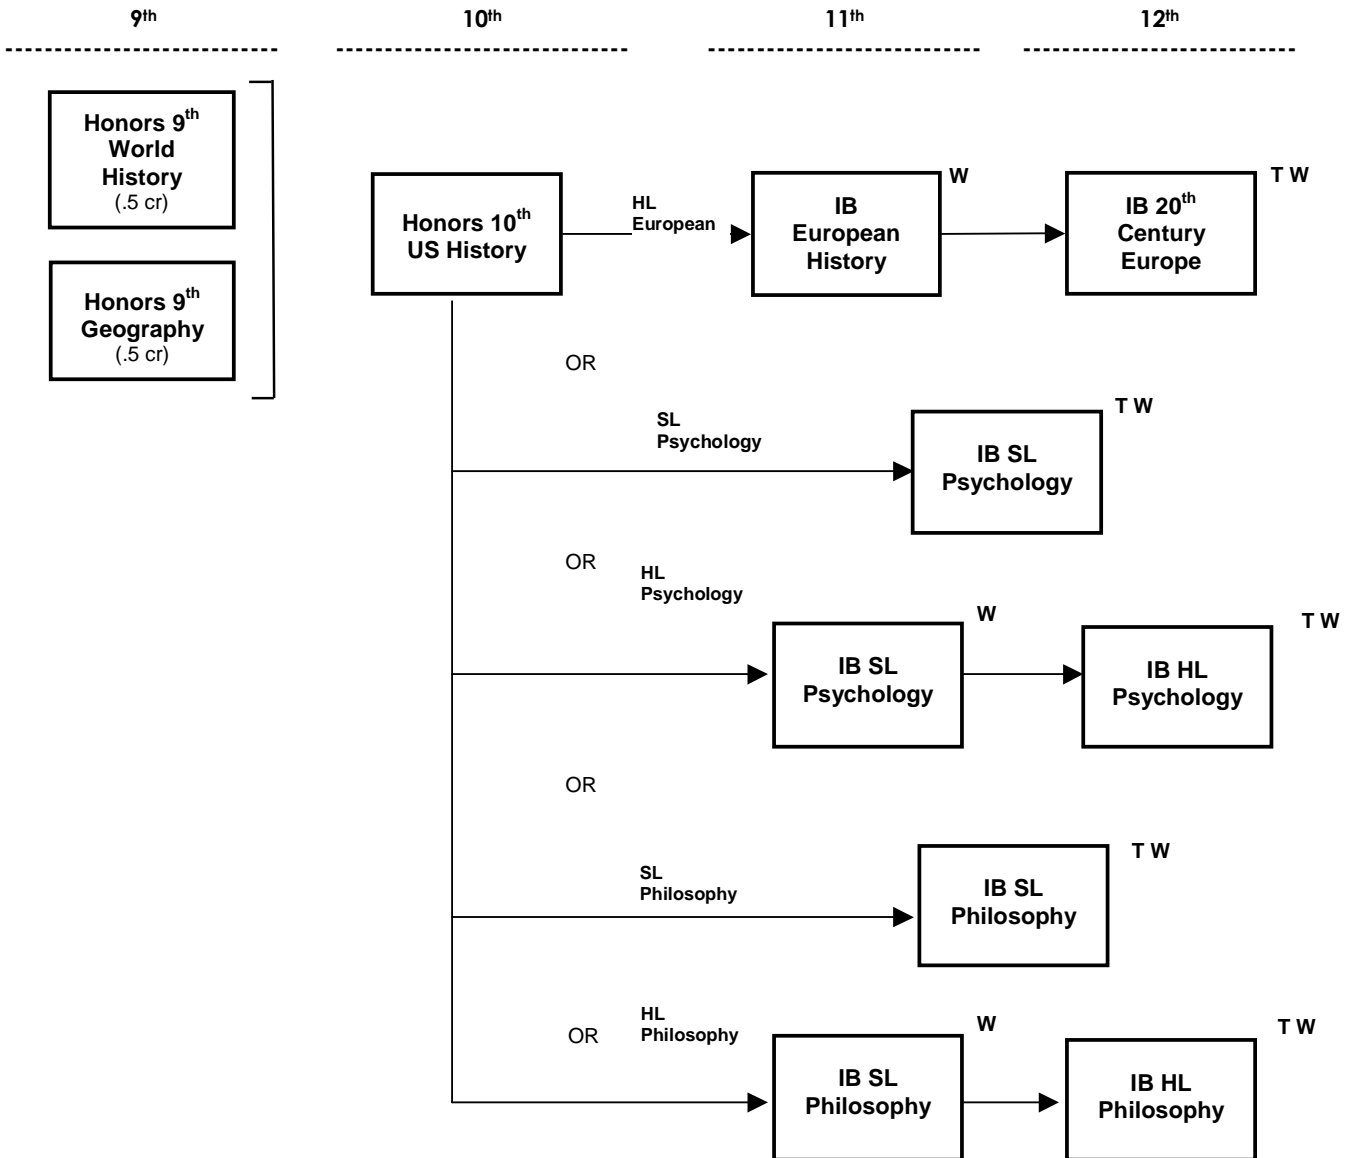 9th 10th 11th 12th
Honors 9th
World
History
(.5 cr)
Honors 9th
Geography
(.5 cr)
Honors 10th
US History
HL
European
W
IB
European
History
T W
IB 20th
Century
Europe
OR
SL
Psychology
T W
IB SL
Psychology
OR
HL
Psychology
W
IB SL
Psychology
T W
IB HL
Psychology
OR
SL
Philosophy
T W
IB SL
Philosophy
OR
HL
Philosophy
W
IB SL
Philosophy
T W
IB HL
Philosophy